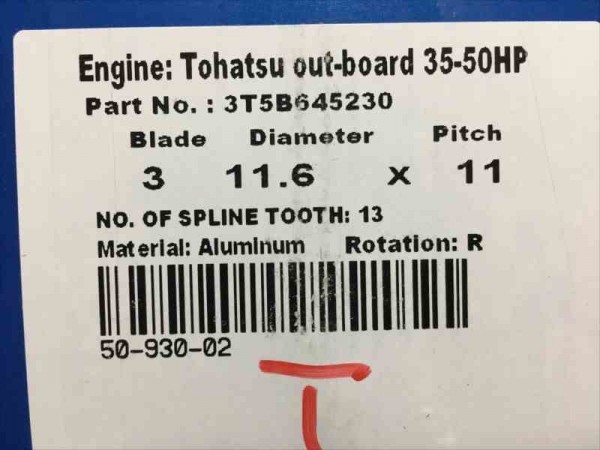 Engine: Tohatsu out-board 35-50HP
Part No. : 3T5B645230
Blade Diameter Pitch
3 11.6 x 11
NO. OF SPLINE TOOTH: 13
Material: Aluminum Rotation: R
50-930-02
T